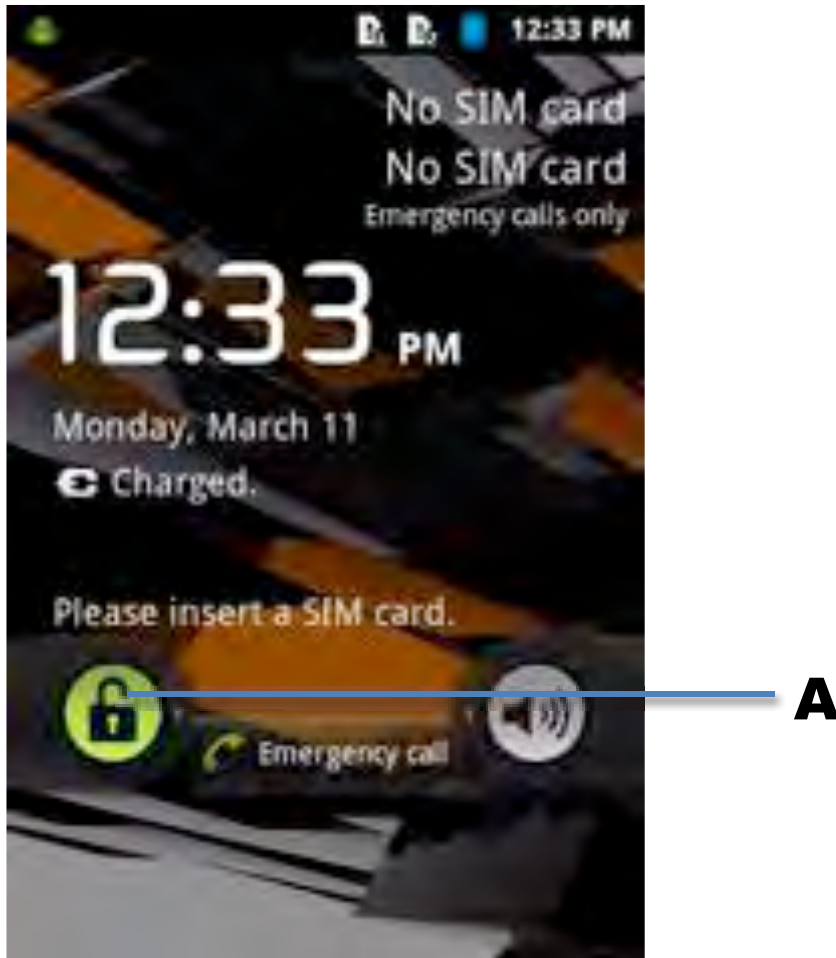 12:33 PM
No SIM card
No SIM card
Emergency calls only
12:33 PM
Monday, March 11
Charged.
Please insert a SIM card.
A
Emergency call